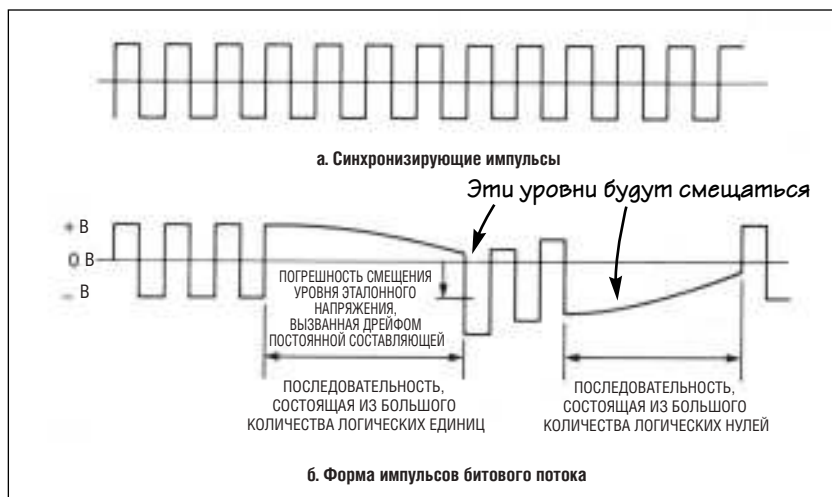 а. Синхронизирующие импульсы
Эти уровни будут смещаться
+ В
0 В
– В
ПОГРЕШНОСТЬ СМЕЩЕНИЯ
УРОВНЯ ЭТАЛОННОГО
НАПРЯЖЕНИЯ,
ВЫЗВАННАЯ ДРЕЙФОМ
ПОСТОЯННОЙ СОСТАВЛЯЮЩЕЙ
ПОСЛЕДОВАТЕЛЬНОСТЬ,
СОСТОЯЩАЯ ИЗ БОЛЬШОГО
КОЛИЧЕСТВА ЛОГИЧЕСКИХ ЕДИНИЦ
ПОСЛЕДОВАТЕЛЬНОСТЬ,
СОСТОЯЩАЯ ИЗ БОЛЬШОГО
КОЛИЧЕСТВА ЛОГИЧЕСКИХ НУЛЕЙ
б. Форма импульсов битового потока